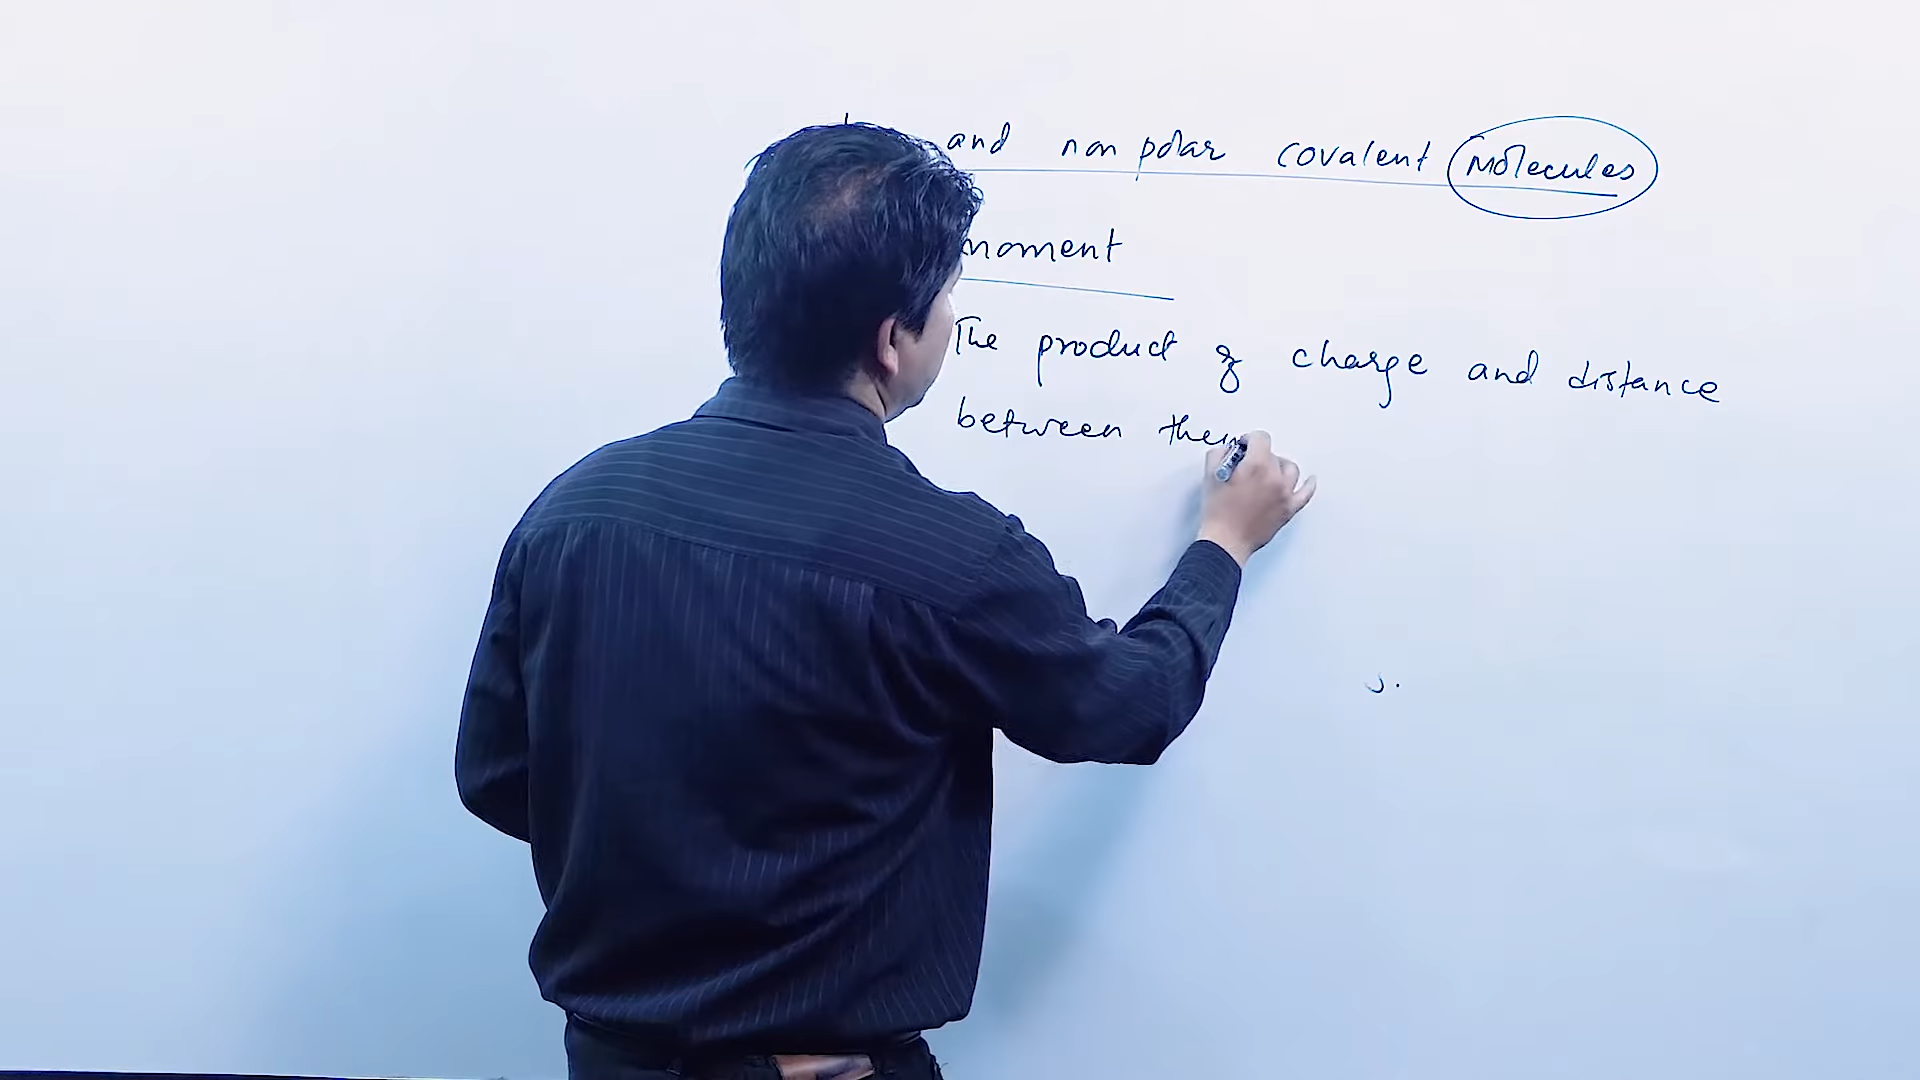 and non polar covalent Molecules
moment
The product of charge and distance
between them